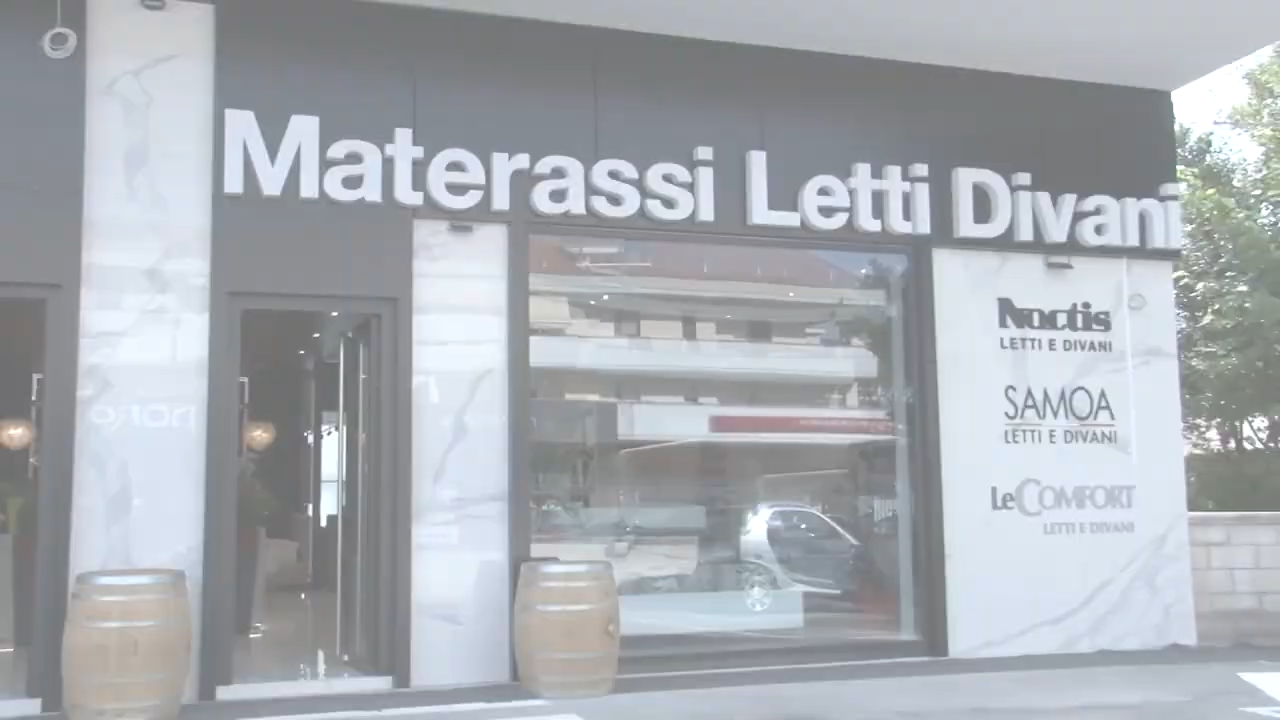 Materassi Letti Divani
Noctis
LETTI E DIVANI
SAMOA
LETTI E DIVANI
LeCOMFORT
LETTI E DIVANI